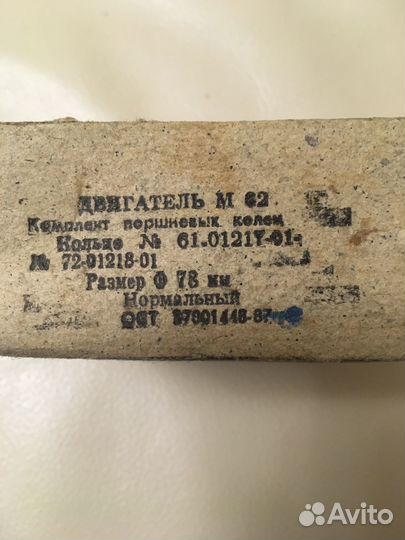 ДВИГАТЕЛЬ М 62
Комплект поршневых колец
Кольцо № 61.01217-01-
№ 72-01218-01
Размер Ф 78 мм
Нормальный
ОСТ 37001448-87
Avito